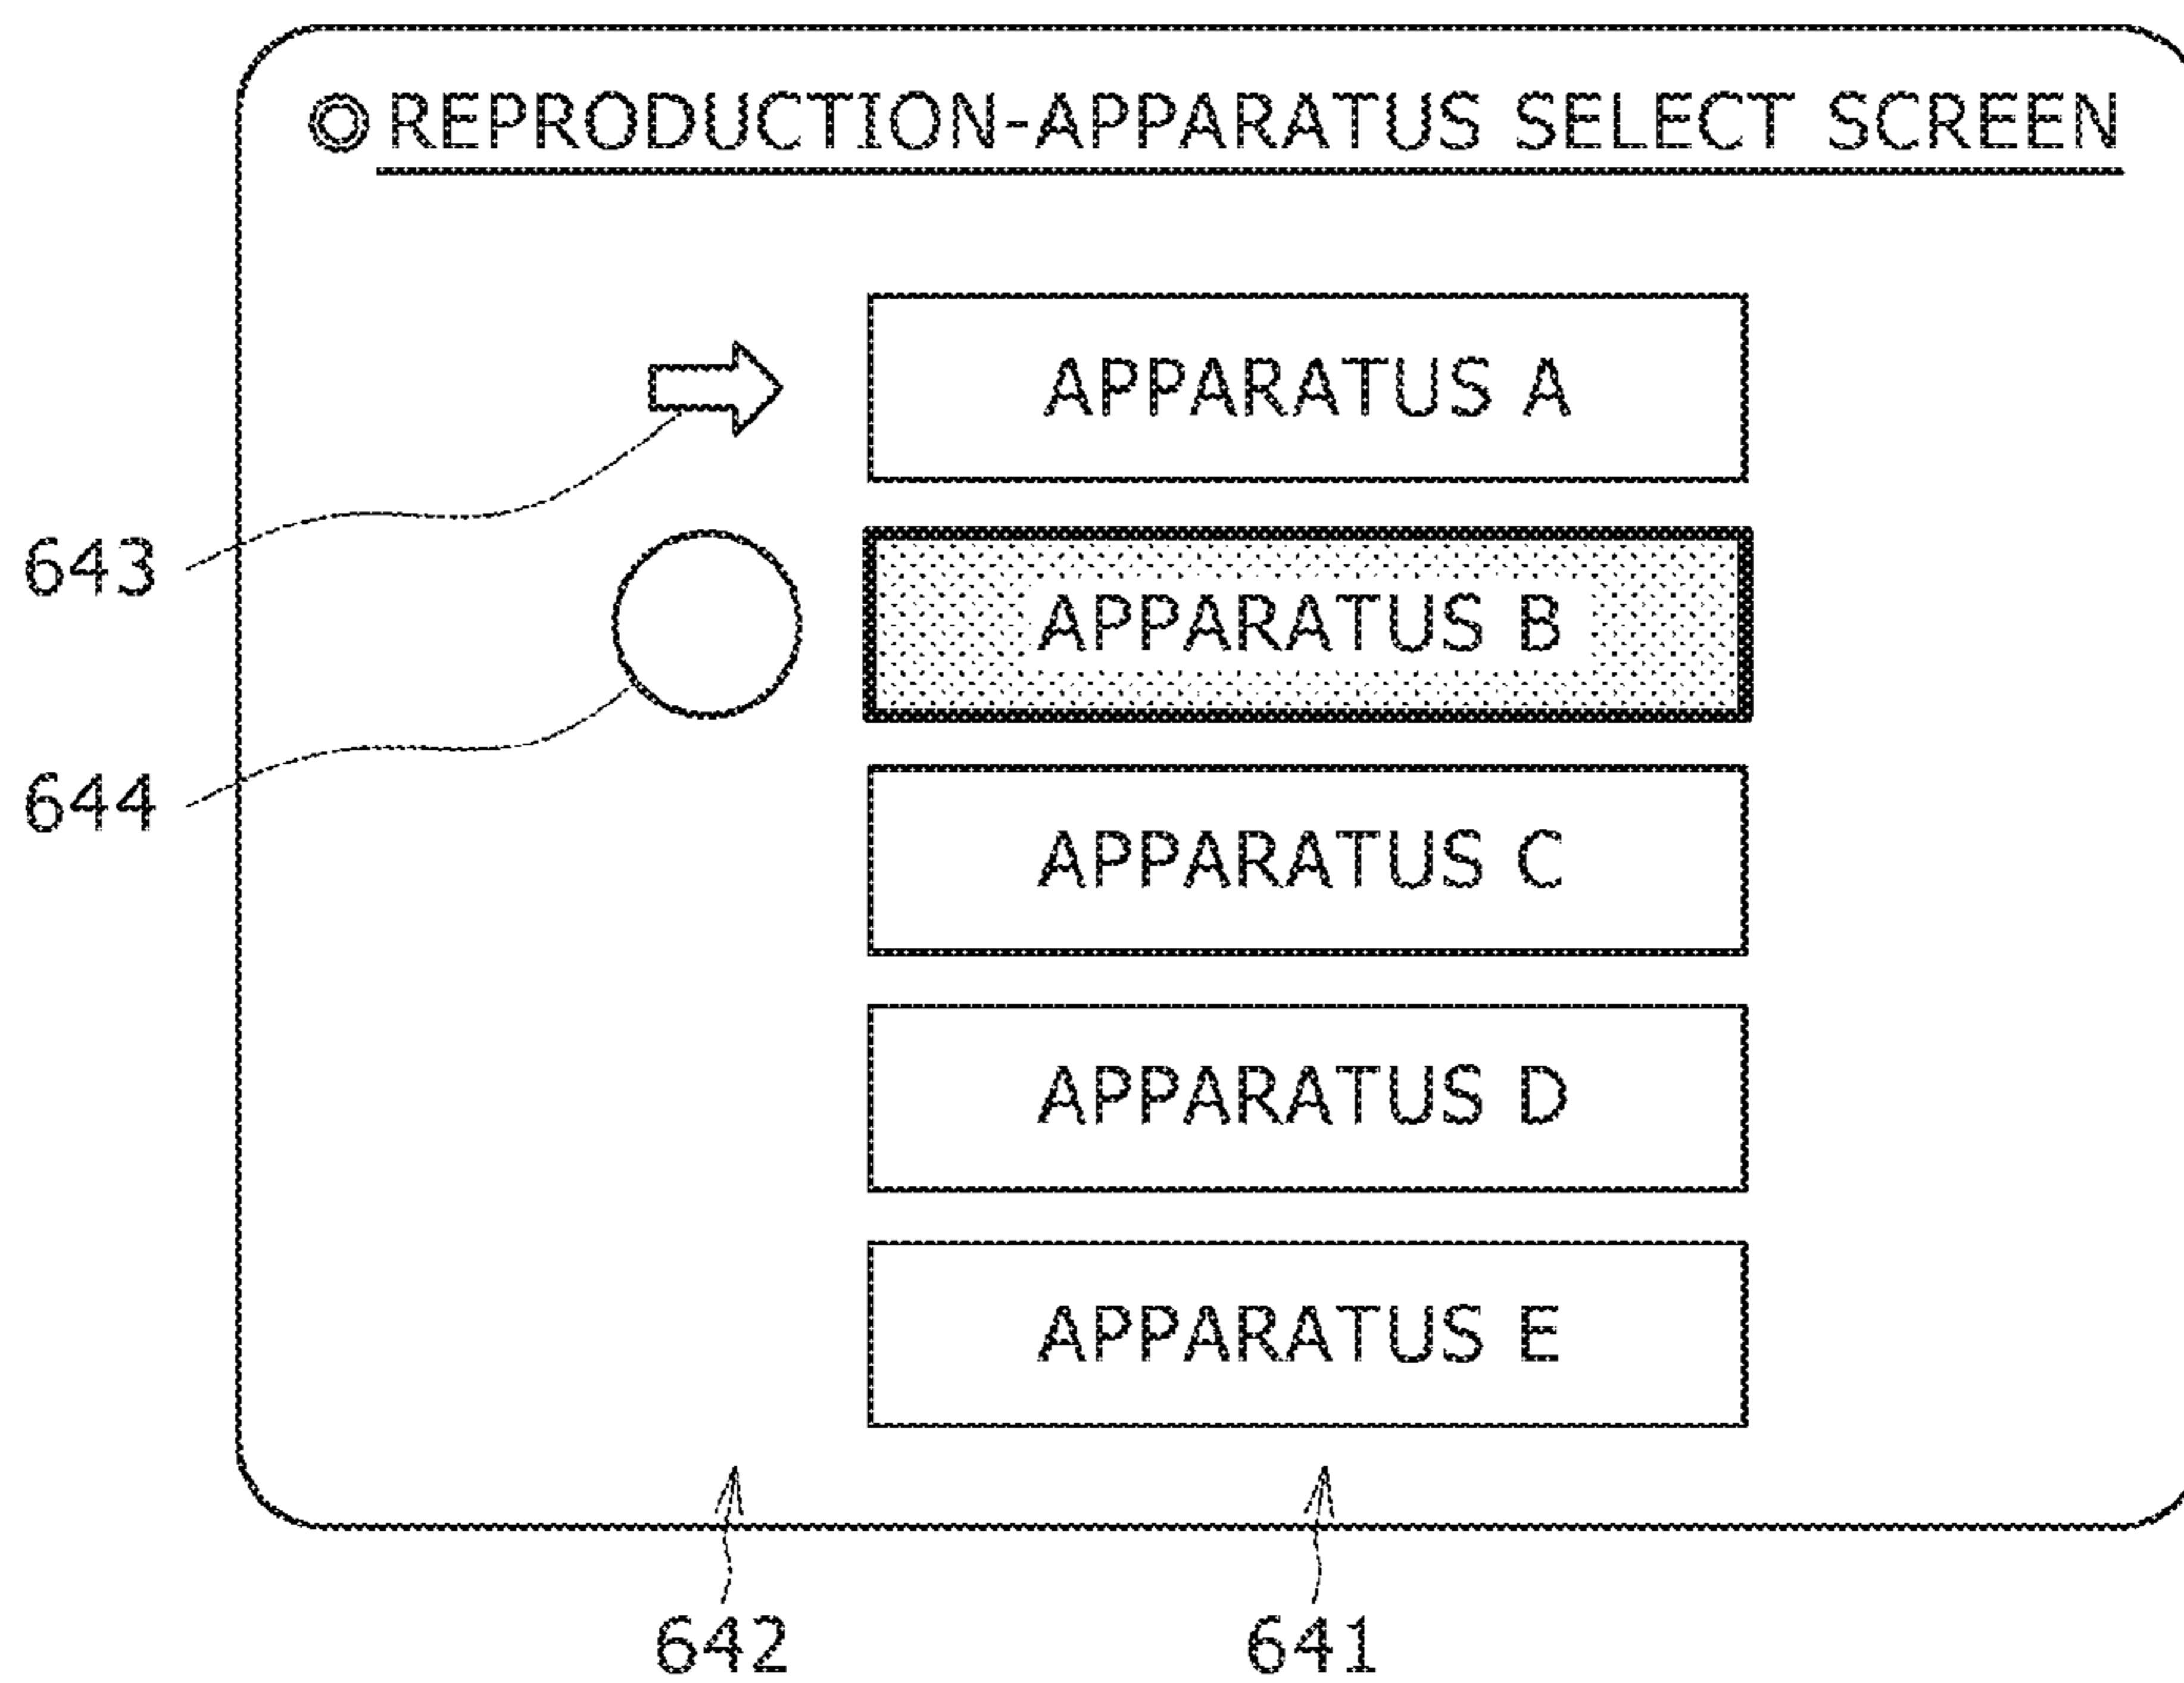 ◎ REPRODUCTION-APPARATUS SELECT SCREEN
APPARATUS A
643
APPARATUS B
644
APPARATUS C
APPARATUS D
APPARATUS E
642 641